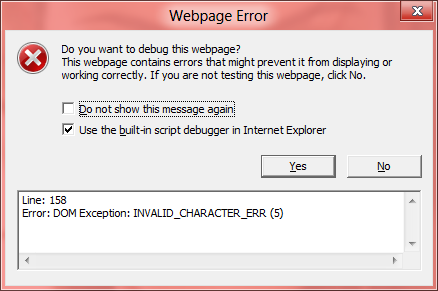 Webpage Error
Do you want to debug this webpage?
This webpage contains errors that might prevent it from displaying or
working correctly. If you are not testing this webpage, click No.
Do not show this message again
Use the built-in script debugger in Internet Explorer
Yes
No
Line: 158
Error: DOM Exception: INVALID_CHARACTER_ERR (5)